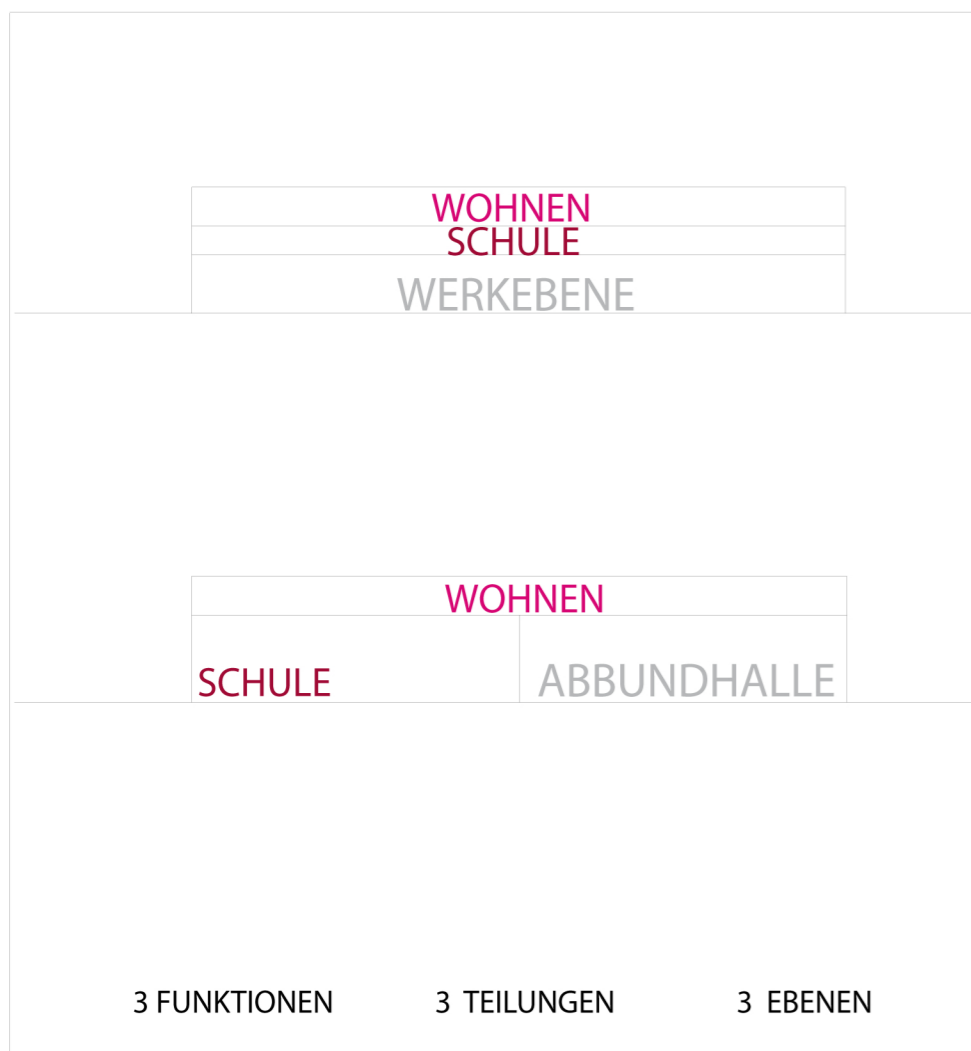 WOHNEN
SCHULE
WERKEBENE
WOHNEN
SCHULE ABBUNDHALLE
3 FUNKTIONEN 3 TEILUNGEN 3 EBENEN